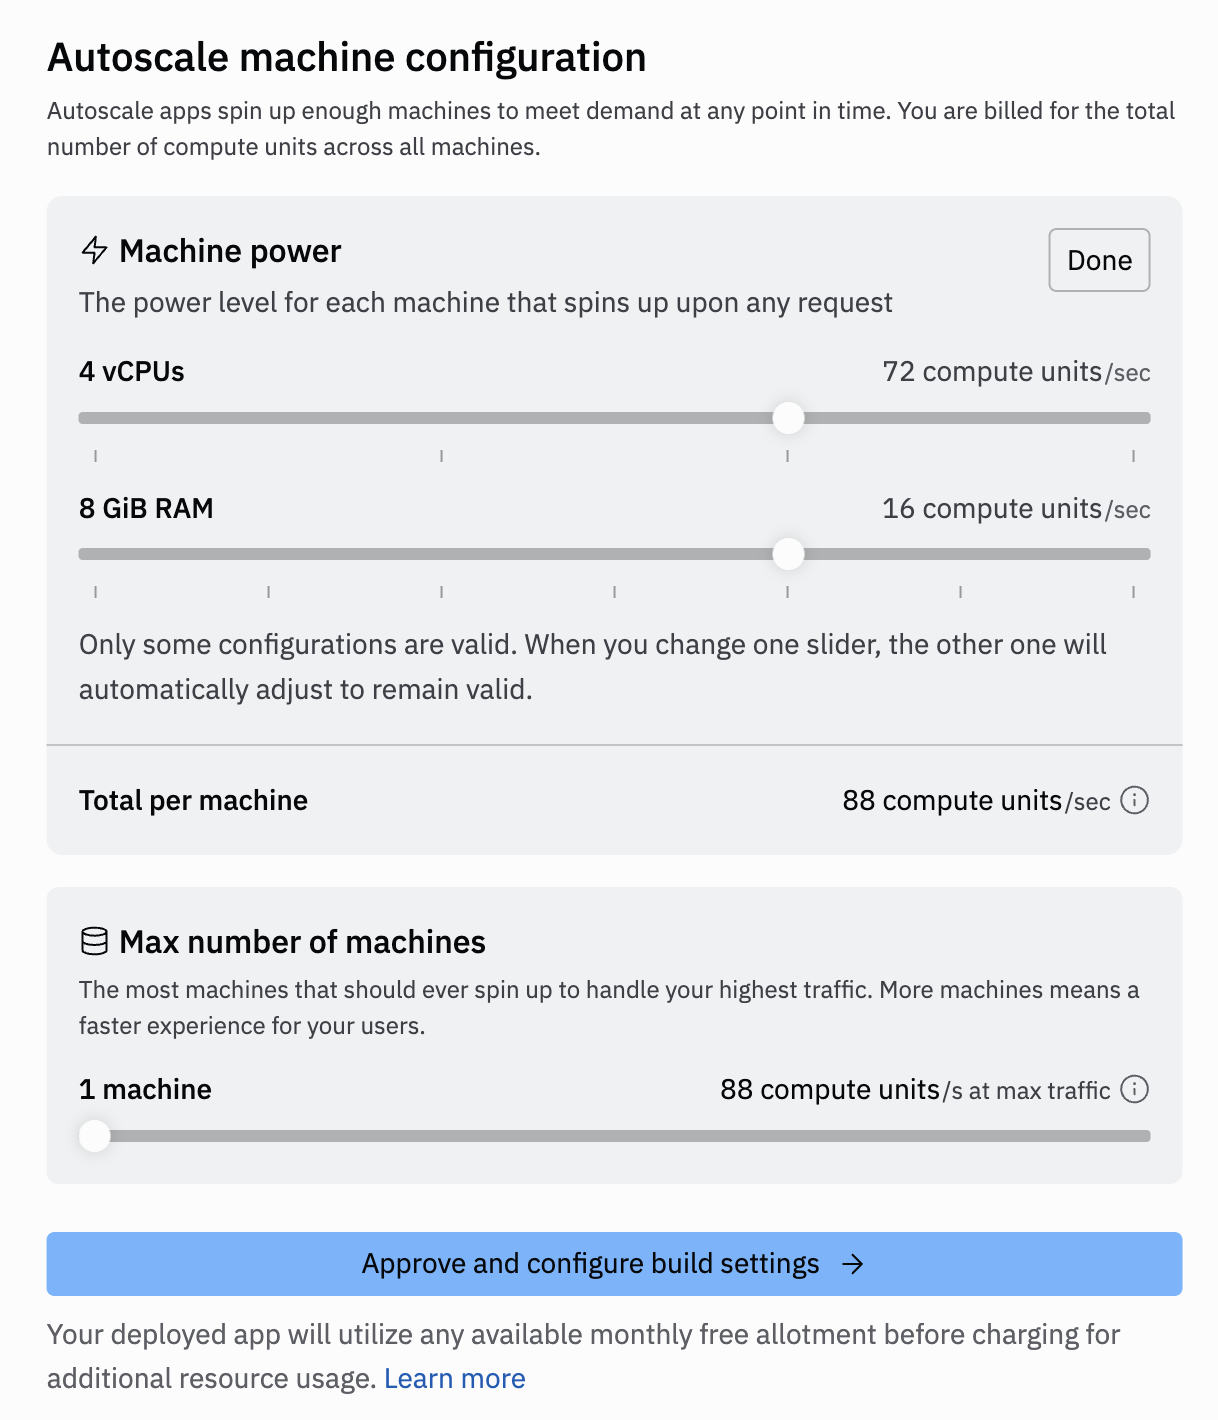 Autoscale machine configuration
Autoscale apps spin up enough machines to meet demand at any point in time. You are billed for the total
number of compute units across all machines.
Machine power
Done
The power level for each machine that spins up upon any request
4 vCPUs
72 compute units/sec
8 GiB RAM
16 compute units/sec
Only some configurations are valid. When you change one slider, the other one will
automatically adjust to remain valid.
Total per machine
88 compute units/sec
Max number of machines
The most machines that should ever spin up to handle your highest traffic. More machines means a
faster experience for your users.
1 machine
88 compute units/s at max traffic
Approve and configure build settings →
Your deployed app will utilize any available monthly free allotment before charging for
additional resource usage. Learn more